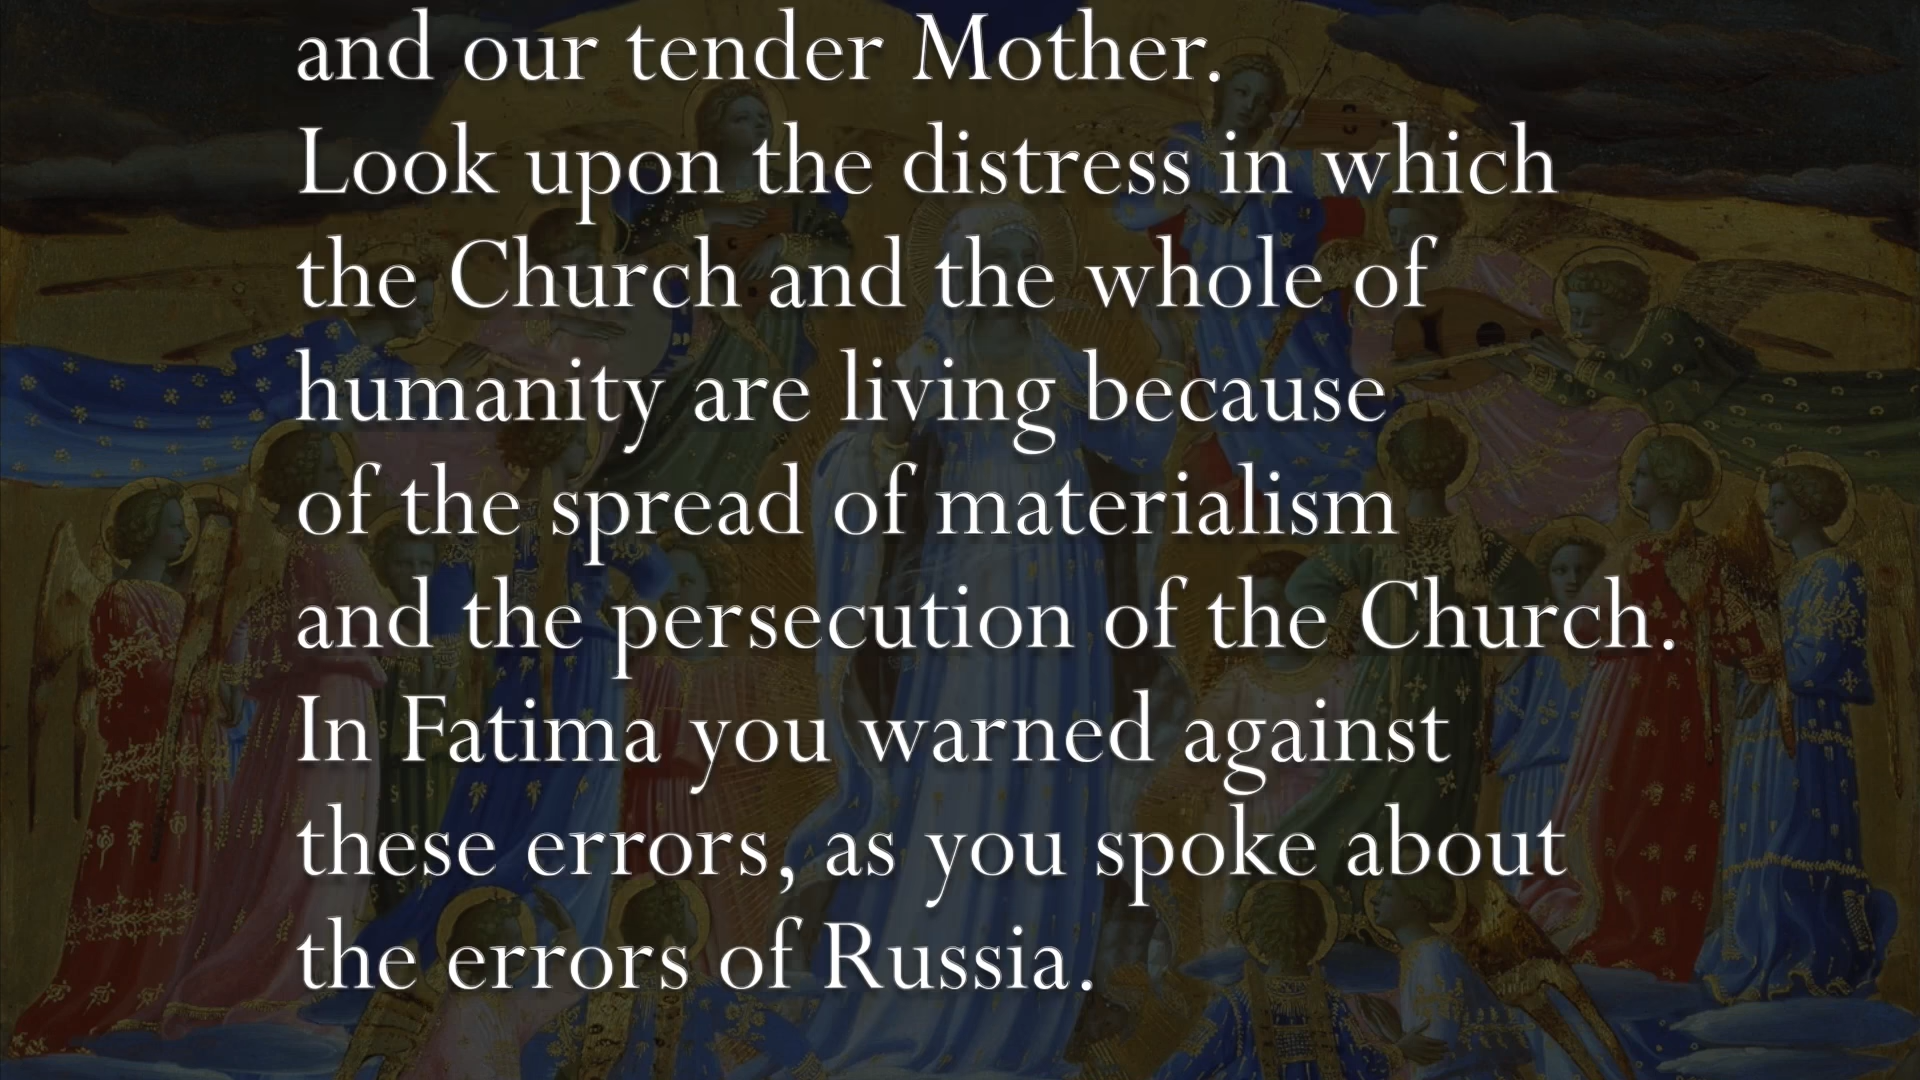 and our tender Mother.
Look upon the distress in which
the Church and the whole of
humanity are living because
of the spread of materialism
and the persecution of the Church.
In Fatima you warned against
these errors, as you spoke about
the errors of Russia.